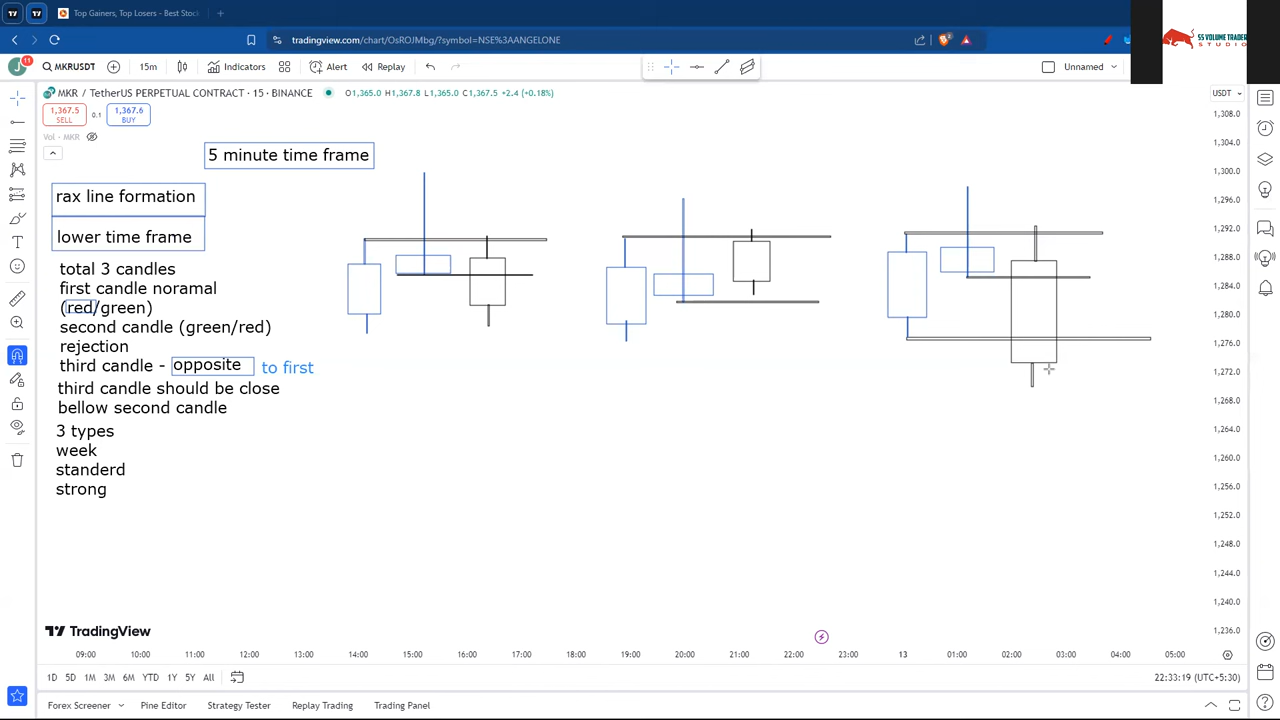 Top Gainers, Top Losers - Best Stoc
tradingview.com/chart/OsROJMbg/?symbol=NSE%3AANGELONE
2
SS VOLUME TRADER
STUDIO
11
MKRUSDT
15m
Indicators
Alert
Replay
Unnamed
MKR / TetherUS PERPETUAL CONTRACT · 15 · BINANCE
O1,365.0 H1,367.8 L1,365.0 C1,367.5 +2.4 (+0.18%)
USDT
1,367.5
SELL
0.1
1,367.6
BUY
Vol · MKR
5 minute time frame
rax line formation
lower time frame
total 3 candles
first candle noramal
(red/green)
second candle (green/red)
rejection
third candle - opposite to first
third candle should be close
bellow second candle
3 types
week
standerd
strong
1,308.0
1,304.0
1,300.0
1,296.0
1,292.0
1,288.0
1,284.0
1,280.0
1,276.0
1,272.0
1,268.0
1,264.0
1,260.0
1,256.0
1,252.0
1,248.0
1,244.0
1,240.0
1,236.0
TradingView
09:00 10:00 11:00 12:00 13:00 14:00 15:00 16:00 17:00 18:00 19:00 20:00 21:00 22:00 23:00 13 01:00 02:00 03:00 04:00 05:00
1D 5D 1M 3M 6M YTD 1Y 5Y All
22:33:19 (UTC+5:30)
Forex Screener Pine Editor Strategy Tester Replay Trading Trading Panel